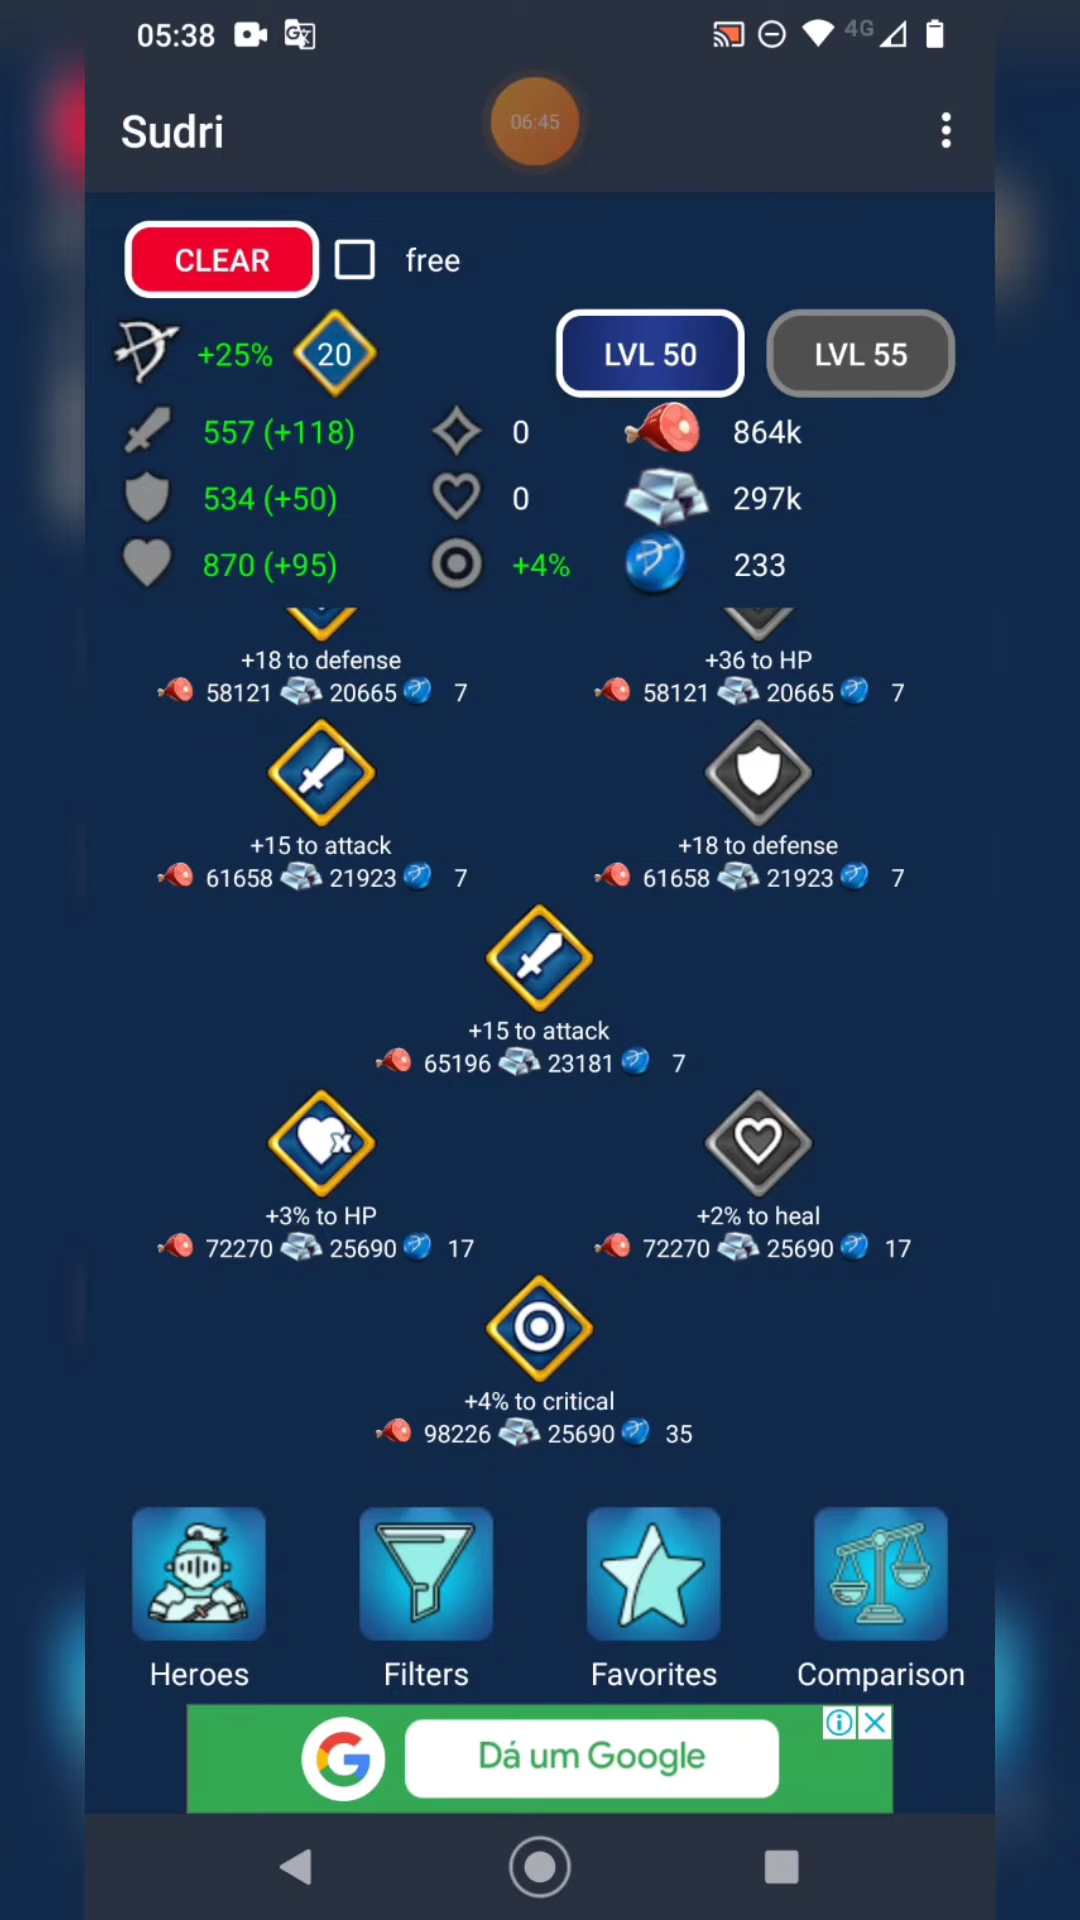 05:38
4G
Sudri
06:45
CLEAR free
+25% 20 LVL 50 LVL 55
557 (+118) 0 864k
534 (+50) 0 297k
870 (+95) +4% 233
+18 to defense +36 to HP
58121 20665 7 58121 20665 7
+15 to attack +18 to defense
61658 21923 7 61658 21923 7
+15 to attack
65196 23181 7
+3% to HP +2% to heal
72270 25690 17 72270 25690 17
+4% to critical
98226 25690 35
Heroes Filters Favorites Comparison
G Dá um Google